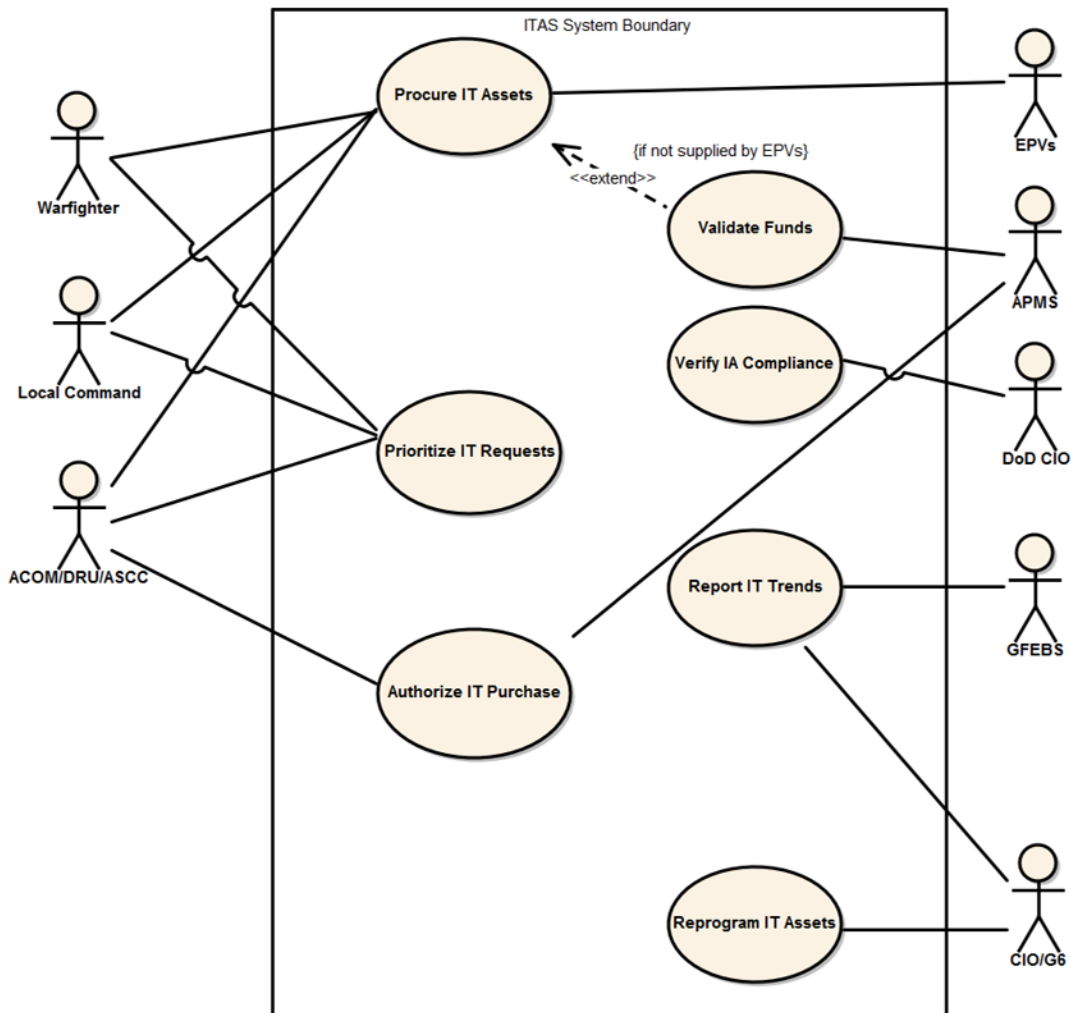 ITAS System Boundary
Procure IT Assets
Warfighter
EPVs
{if not supplied by EPVs}
<<extend>>
Validate Funds
APMS
Local Command
Verify IA Compliance
DoD CIO
Prioritize IT Requests
ACOM/DRU/ASCC
Report IT Trends
GFEBS
Authorize IT Purchase
Reprogram IT Assets
CIO/G6